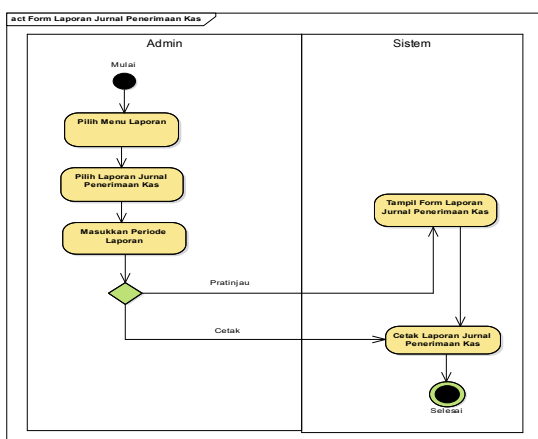 act Form Laporan Jurnal Penerimaan Kas
Admin
Sistem
Mulai
Pilih Menu Laporan
Pilih Laporan Jurnal
Penerimaan Kas
Masukkan Periode
Laporan
Tampil Form Laporan
Jurnal Penerimaan Kas
Pratinjau
Cetak
Cetak Laporan Jurnal
Penerimaan Kas
Selesai